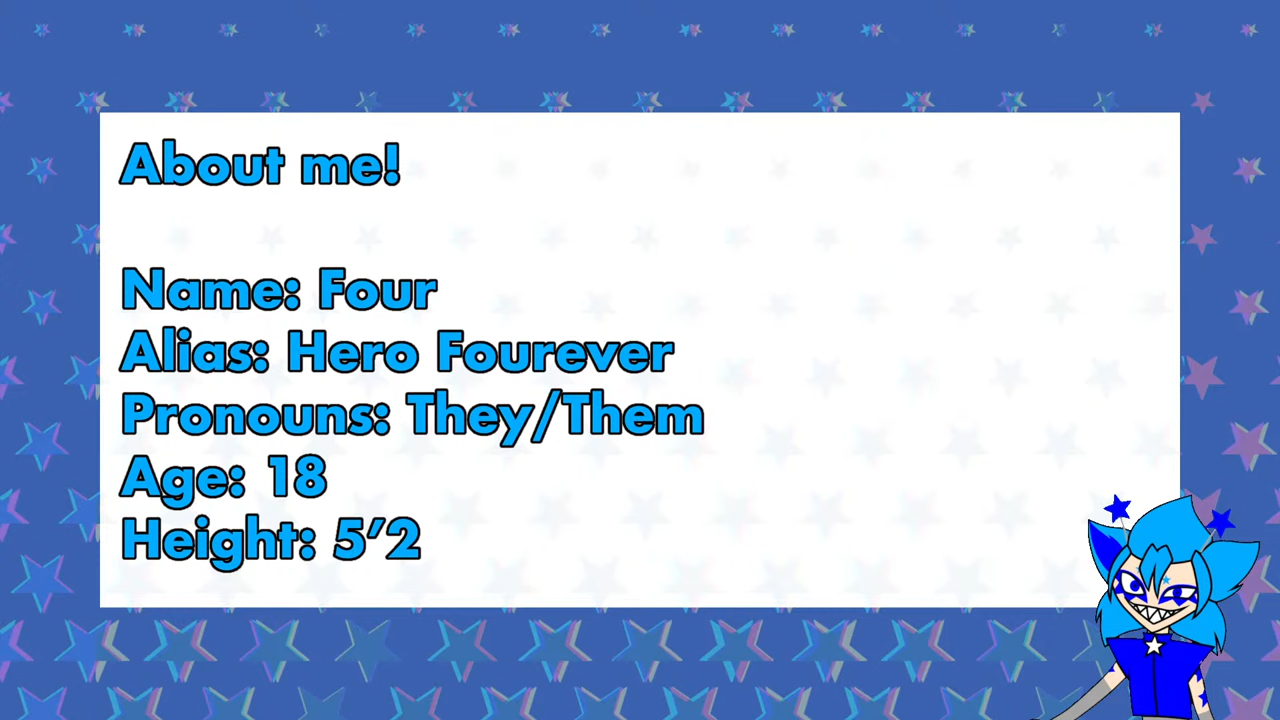 About me!
Name: Four
Alias: Hero Fourever
Pronouns: They/Them
Age: 18
Height: 5’2